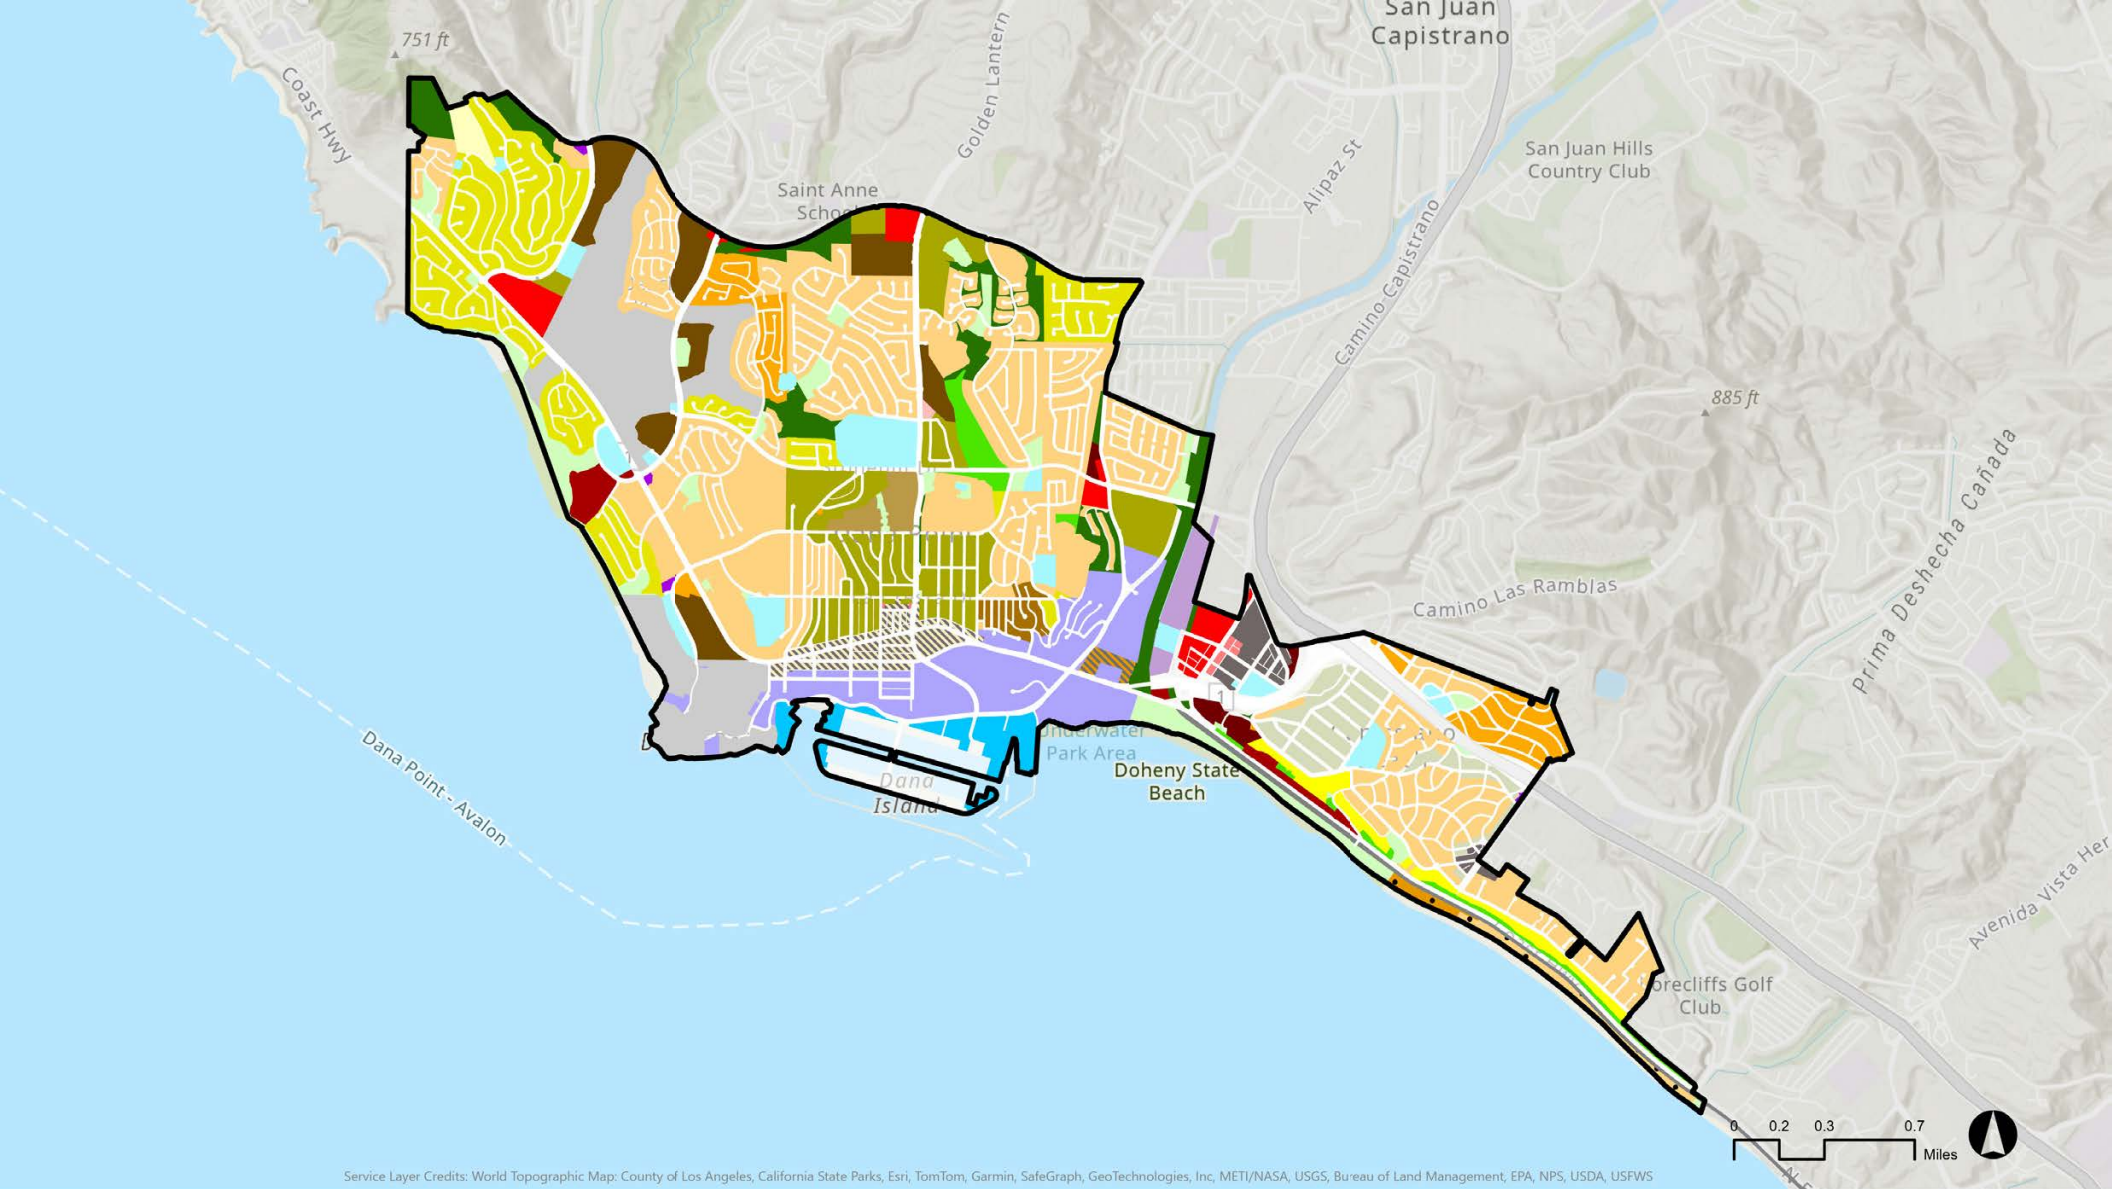 San Juan
Capistrano
751 ft
Coast Hwy
Golden Lantern
Alipaz St
San Juan Hills
Country Club
Saint Anne
School
Camino Capistrano
885 ft
Prima Deshecha Cañada
Camino Las Ramblas
1
Dana Point - Avalon
Underwater
Park Area
Dana
Island
Doheny State
Beach
Avenida Vista Her
orecliffs Golf
Club
0 0.2 0.3 0.7
Miles
Service Layer Credits: World Topographic Map: County of Los Angeles, California State Parks, Esri, TomTom, Garmin, SafeGraph, GeoTechnologies, Inc, METI/NASA, USGS, Bureau of Land Management, EPA, NPS, USDA, USFWS